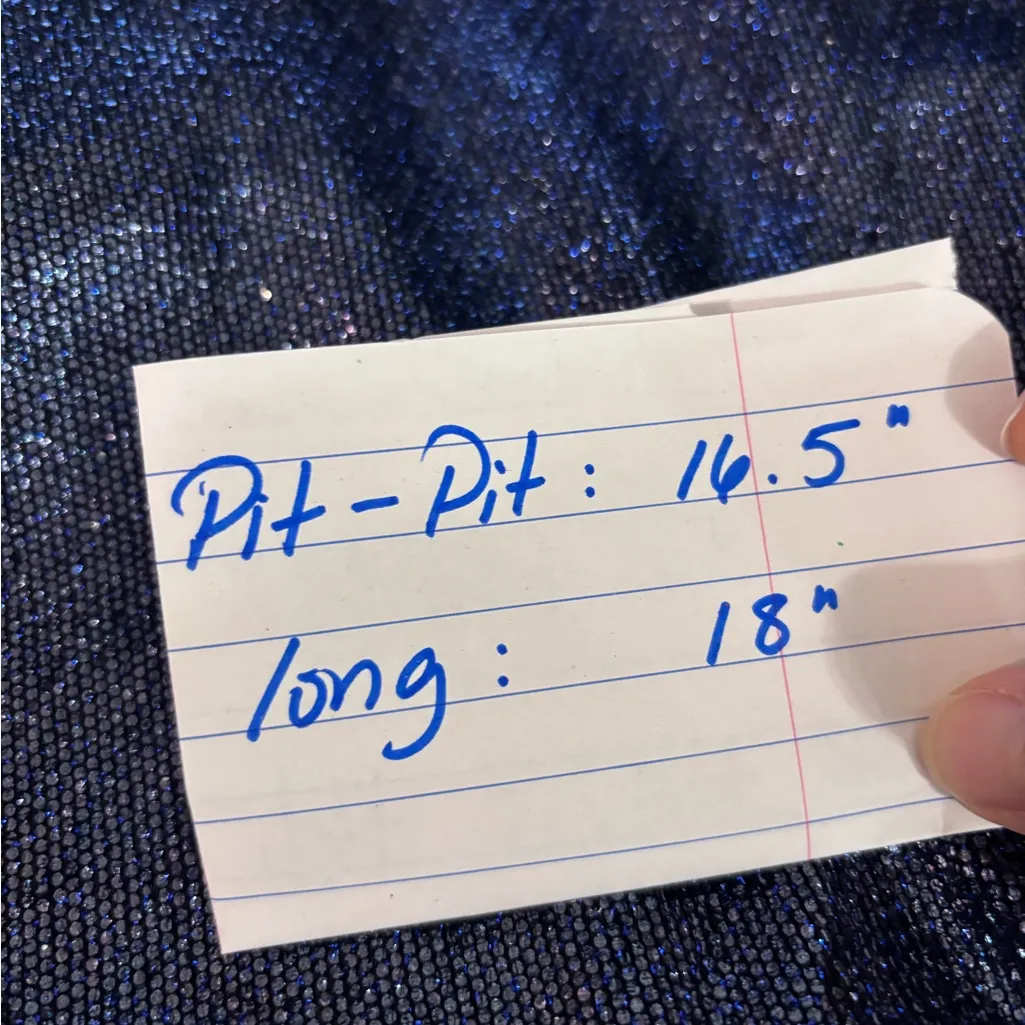 Pit - Pit: 16.5"
long: 18"